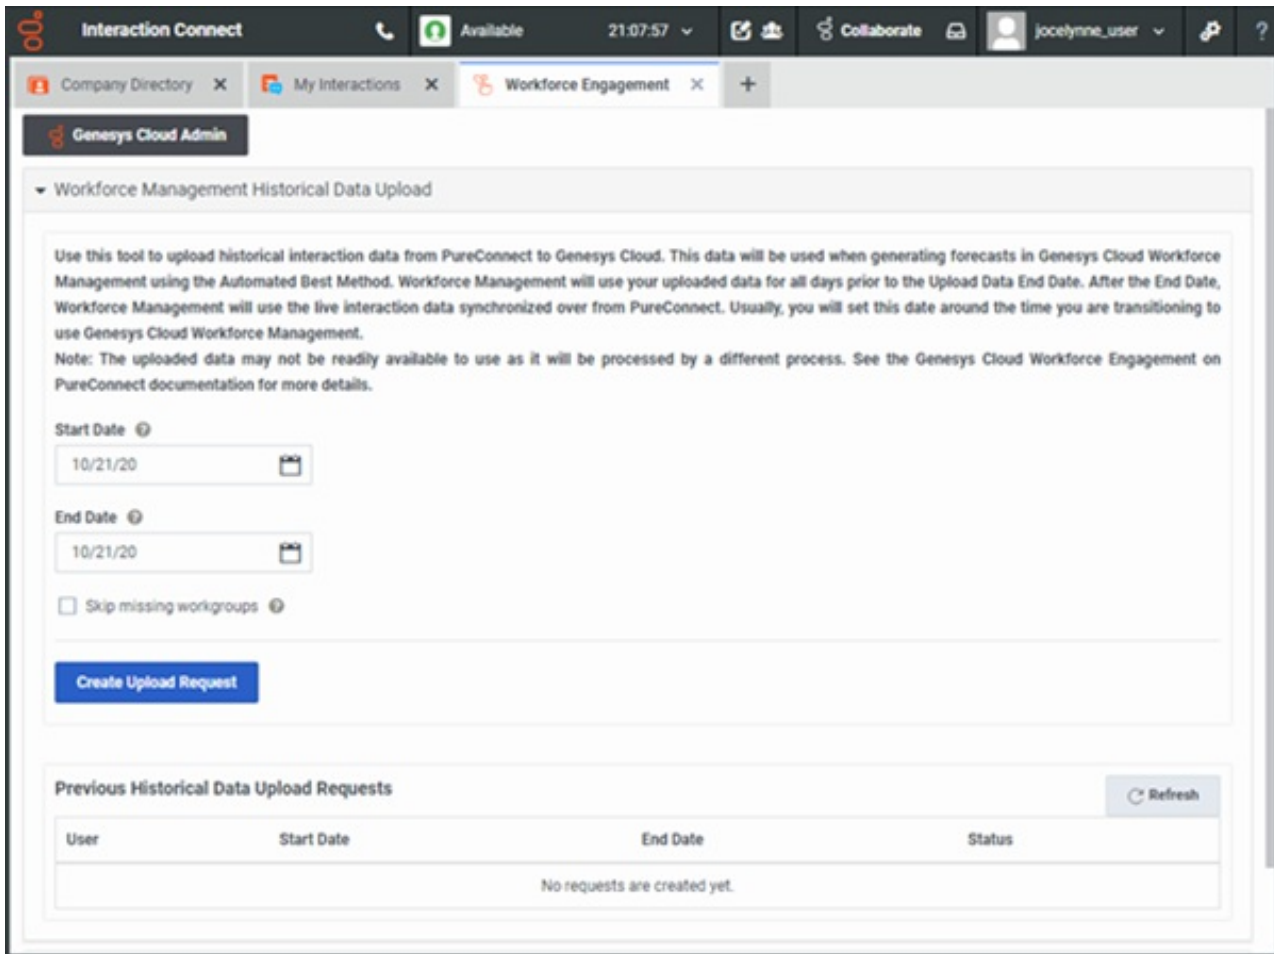 Interaction Connect Available 21:07:57 Collaborate jocelynne_user ?
Company Directory My Interactions Workforce Engagement +
Genesys Cloud Admin
Workforce Management Historical Data Upload
Use this tool to upload historical interaction data from PureConnect to Genesys Cloud. This data will be used when generating forecasts in Genesys Cloud Workforce
Management using the Automated Best Method. Workforce Management will use your uploaded data for all days prior to the Upload Data End Date. After the End Date,
Workforce Management will use the live interaction data synchronized over from PureConnect. Usually, you will set this date around the time you are transitioning to
use Genesys Cloud Workforce Management.
Note: The uploaded data may not be readily available to use as it will be processed by a different process. See the Genesys Cloud Workforce Engagement on
PureConnect documentation for more details.
Start Date
10/21/20
End Date
10/21/20
Skip missing workgroups
Create Upload Request
Previous Historical Data Upload Requests
Refresh
User Start Date End Date Status
No requests are created yet.